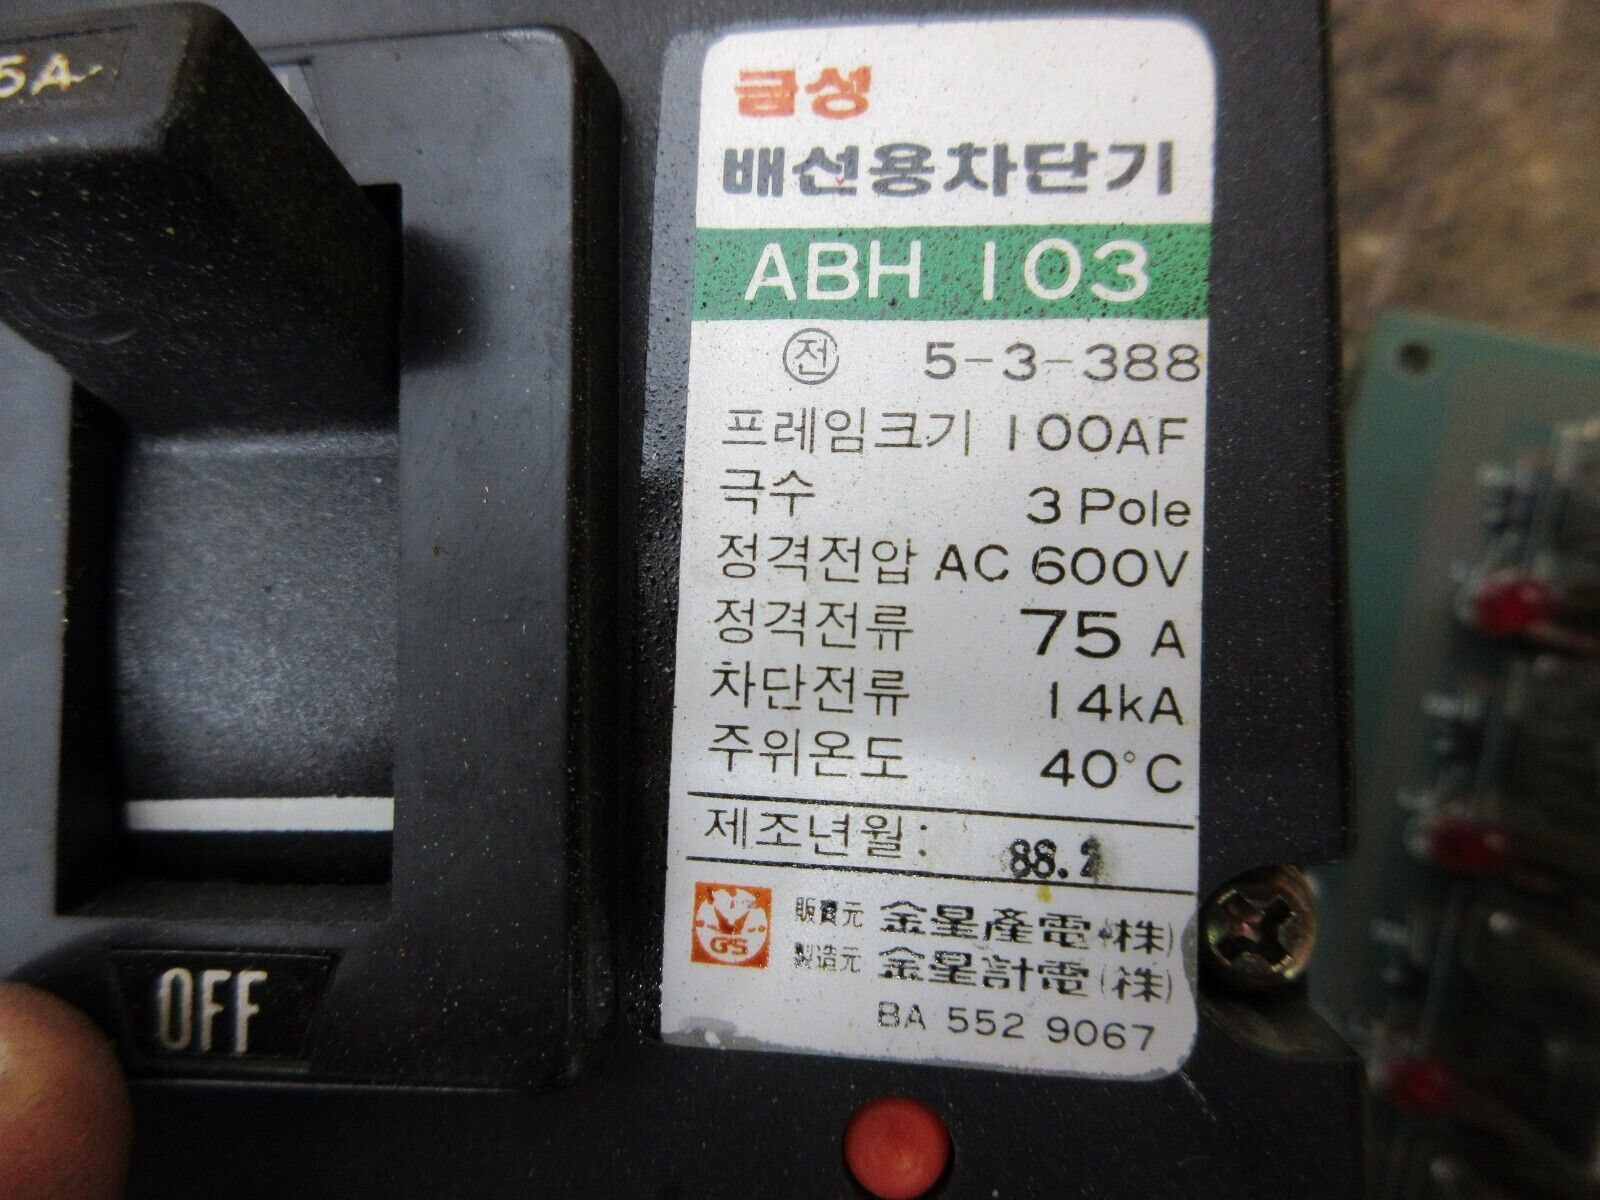 5A
금성
배선용차단기
ABH 103
전 5-3-388
프레임크기 100AF
극수 3 Pole
정격전압 AC 600V
정격전류 75 A
차단전류 14kA
주위온도 40°C
제조년월: 88.2
GS
販賣元 金星産電(株)
製造元 金星計電(株)
BA 552 9067
OFF